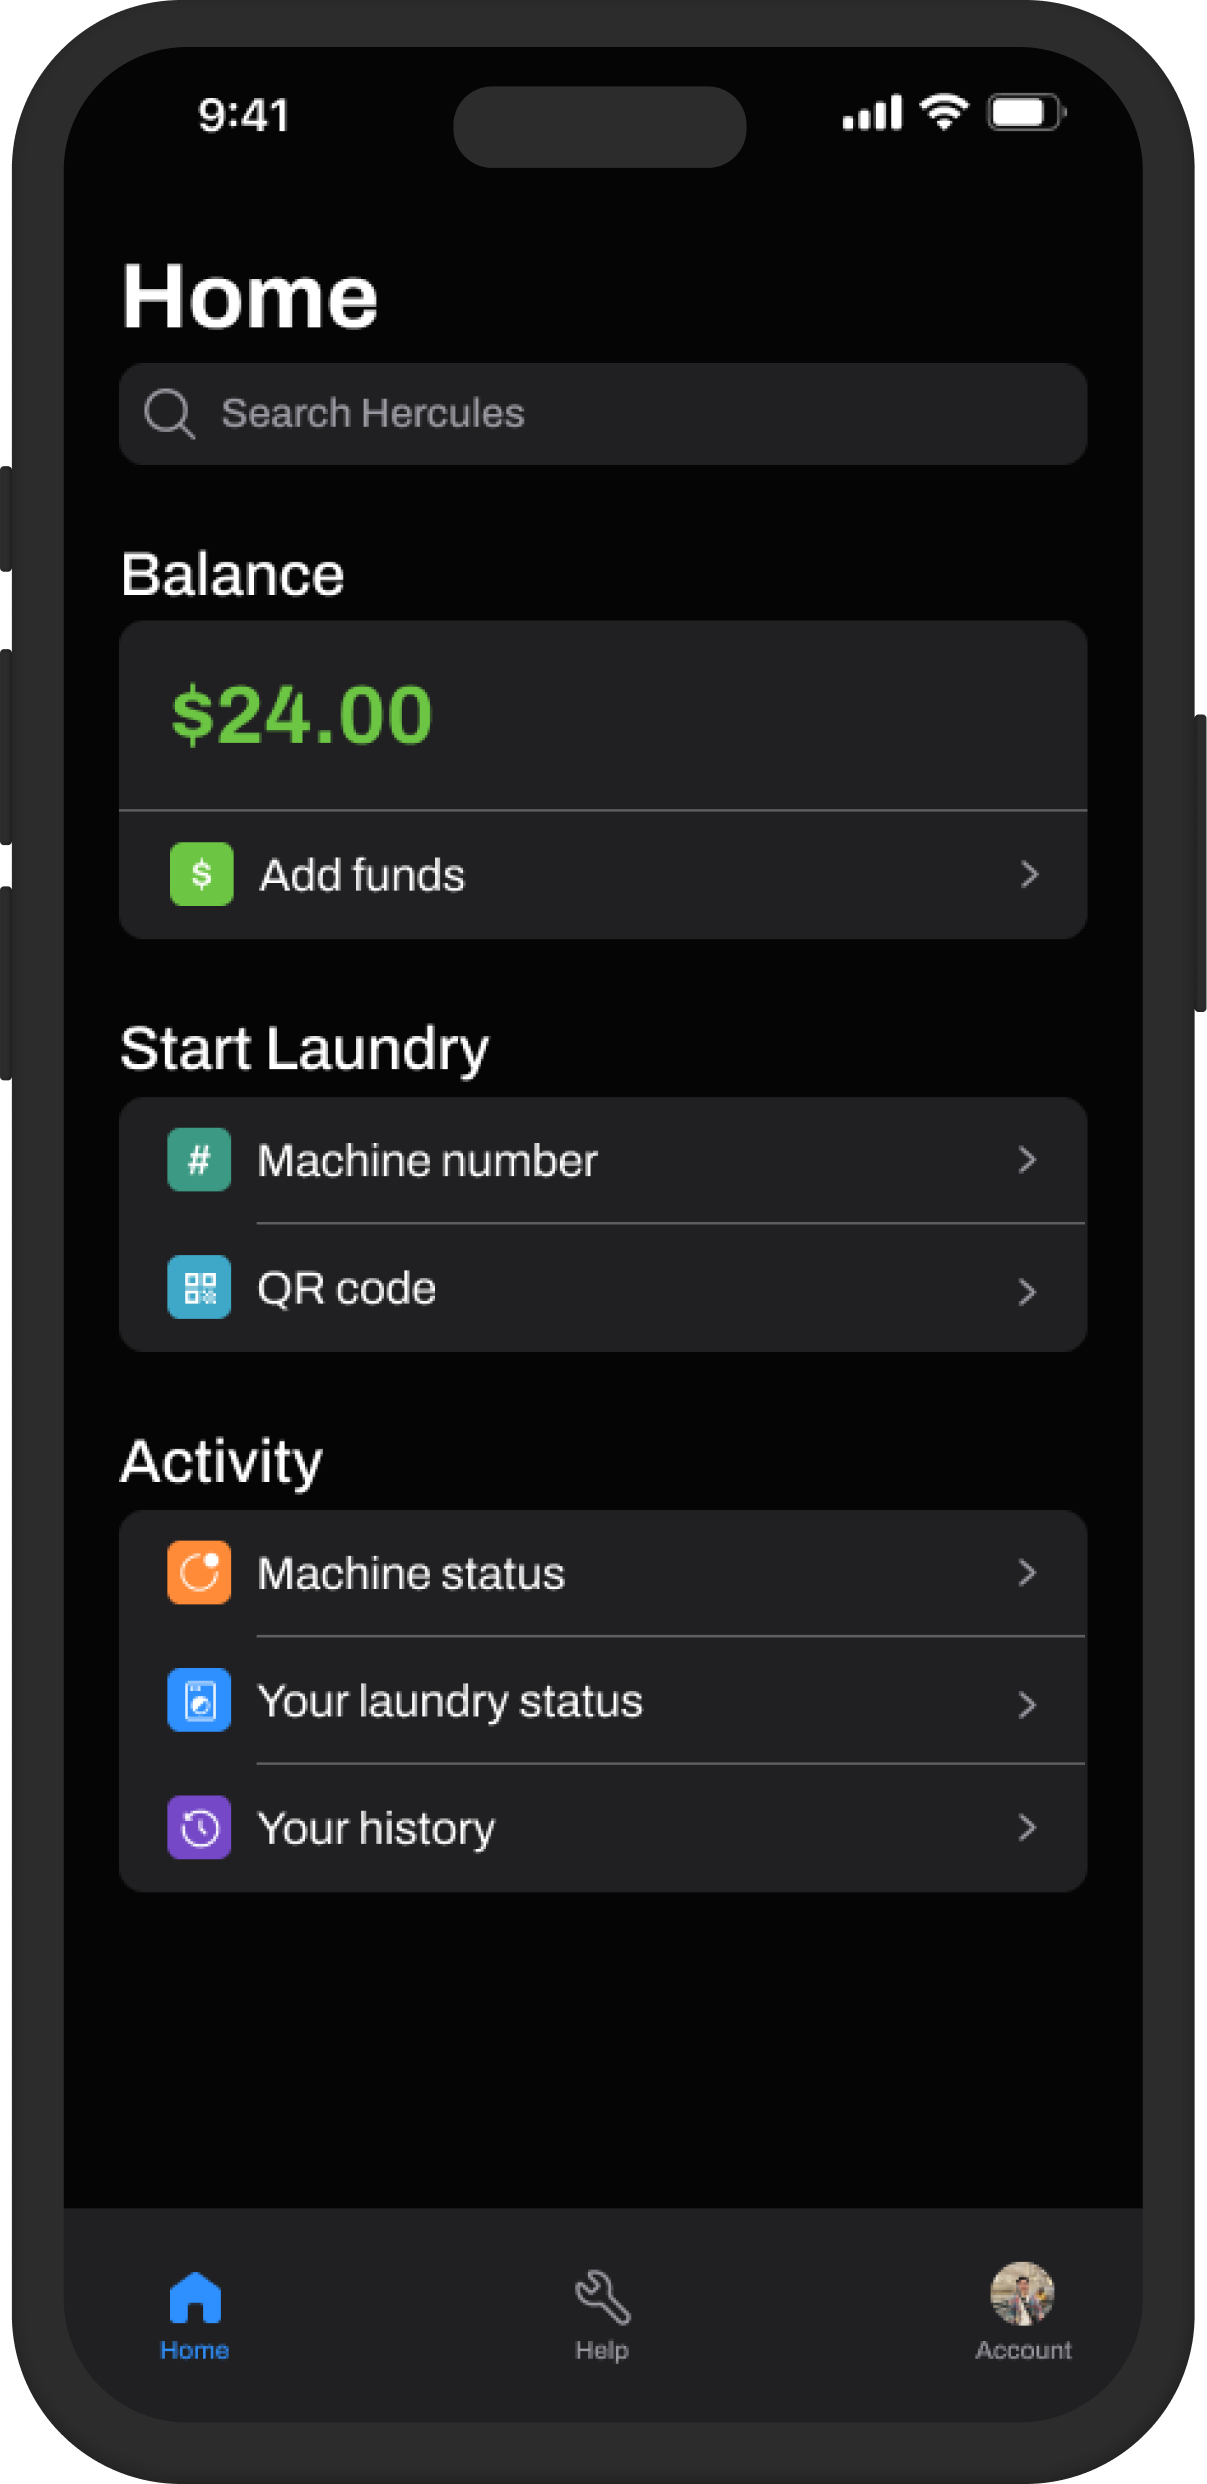 9:41
Home
Search Hercules
Balance
$24.00
$ Add funds
Start Laundry
# Machine number
QR code
Activity
Machine status
Your laundry status
Your history
Home
Help
Account